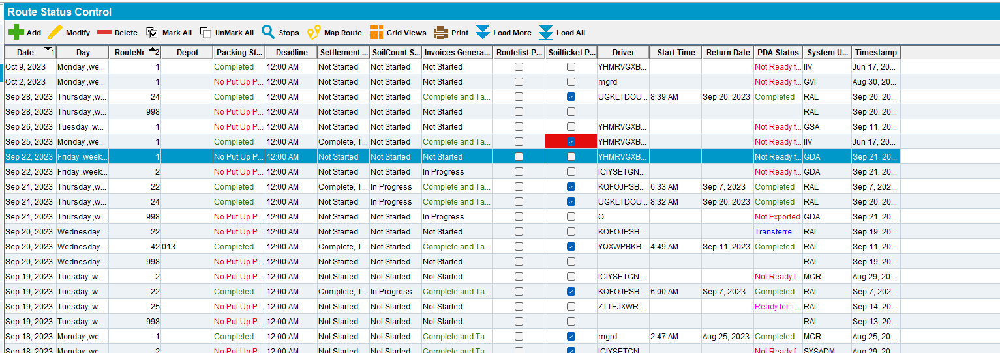 Route Status Control
Add Modify Delete Mark All UnMark All Stops Map Route Grid Views Print Load More Load All
Date 1 Day RouteNr 2 Depot Packing St... Deadline Settlement ... SoilCount S... Invoices Genera... Routelist P... Soilticket P... Driver Start Time Return Date PDA Status System U... Timestamp
Oct 9, 2023 Monday ,we... 1 Completed 12:00 AM Not Started Not Started Not Started YHMRVGXB... Not Ready f... IIV Jun 17, 20...
Oct 2, 2023 Monday ,we... 1 No Put Up P... 12:00 AM Not Started Not Started Not Started mgrd Not Ready f... GVI Aug 30, 20...
Sep 28, 2023 Thursday ,w... 24 Completed 12:00 AM Not Started Not Started Complete and Ta... UGKLTDOU... 8:39 AM Sep 20, 2023 Completed RAL Sep 20, 20...
Sep 28, 2023 Thursday ,w... 998 No Put Up P... 12:00 AM Not Started Not Started Not Started RAL Sep 20, 20...
Sep 26, 2023 Tuesday ,w... 1 No Put Up P... 12:00 AM Not Started Not Started Not Started YHMRVGXB... Not Ready f... GSA Sep 11, 20...
Sep 25, 2023 Monday ,we... 1 Completed 12:00 AM Complete, T... Not Started Complete and Ta... YHMRVGXB... Not Ready f... IIV Jun 17, 20...
Sep 22, 2023 Friday ,week... 1 No Put Up P... 12:00 AM Not Started Not Started Not Started YHMRVGXB... Not Ready f... GDA Sep 21, 20...
Sep 22, 2023 Friday ,week... 2 No Put Up P... 12:00 AM Not Started Not Started In Progress ICIYSETGN... Not Ready f... GDA Sep 21, 20...
Sep 21, 2023 Thursday ,w... 22 Completed 12:00 AM Complete, T... In Progress Complete and Ta... KQFOJPSB... 6:33 AM Sep 7, 2023 Completed RAL Sep 7, 202...
Sep 21, 2023 Thursday ,w... 24 Completed 12:00 AM Not Started In Progress Complete and Ta... UGKLTDOU... 8:32 AM Sep 20, 2023 Completed RAL Sep 20, 20...
Sep 21, 2023 Thursday ,w... 998 No Put Up P... 12:00 AM Not Started Not Started In Progress O Not Exported GDA Sep 21, 20...
Sep 20, 2023 Wednesday ... 22 No Put Up P... 12:00 AM Not Started Not Started Not Started KQFOJPSB... Transferre... RAL Sep 19, 20...
Sep 20, 2023 Wednesday ... 42 013 Completed 12:00 AM Complete, T... Not Started Complete and Ta... YQXWPBKB... 4:49 AM Sep 11, 2023 Completed RAL Sep 11, 20...
Sep 20, 2023 Wednesday ... 998 No Put Up P... 12:00 AM Not Started Not Started Not Started RAL Sep 19, 20...
Sep 19, 2023 Tuesday ,w... 2 No Put Up P... 12:00 AM Not Started Not Started Not Started ICIYSETGN... Not Ready f... MGR Aug 29, 20...
Sep 19, 2023 Tuesday ,w... 22 Completed 12:00 AM Complete, T... In Progress Complete and Ta... KQFOJPSB... 6:00 AM Sep 7, 2023 Completed RAL Sep 7, 202...
Sep 19, 2023 Tuesday ,w... 25 No Put Up P... 12:00 AM Not Started Not Started Not Started ZTTEJXWR... Ready for T... RAL Sep 14, 20...
Sep 19, 2023 Tuesday ,w... 998 No Put Up P... 12:00 AM Not Started Not Started Not Started RAL Sep 13, 20...
Sep 18, 2023 Monday ,we... 1 Completed 12:00 AM Not Started Not Started Complete and Ta... mgrd 2:47 AM Aug 25, 2023 Completed MGR Aug 25, 20...
Sep 18, 2023 Monday ,we... 2 No Put Up P... 12:00 AM Not Started Not Started Complete and Ta... ICIYSETGN... Not Ready f... SYSADM Aug 29, 20...